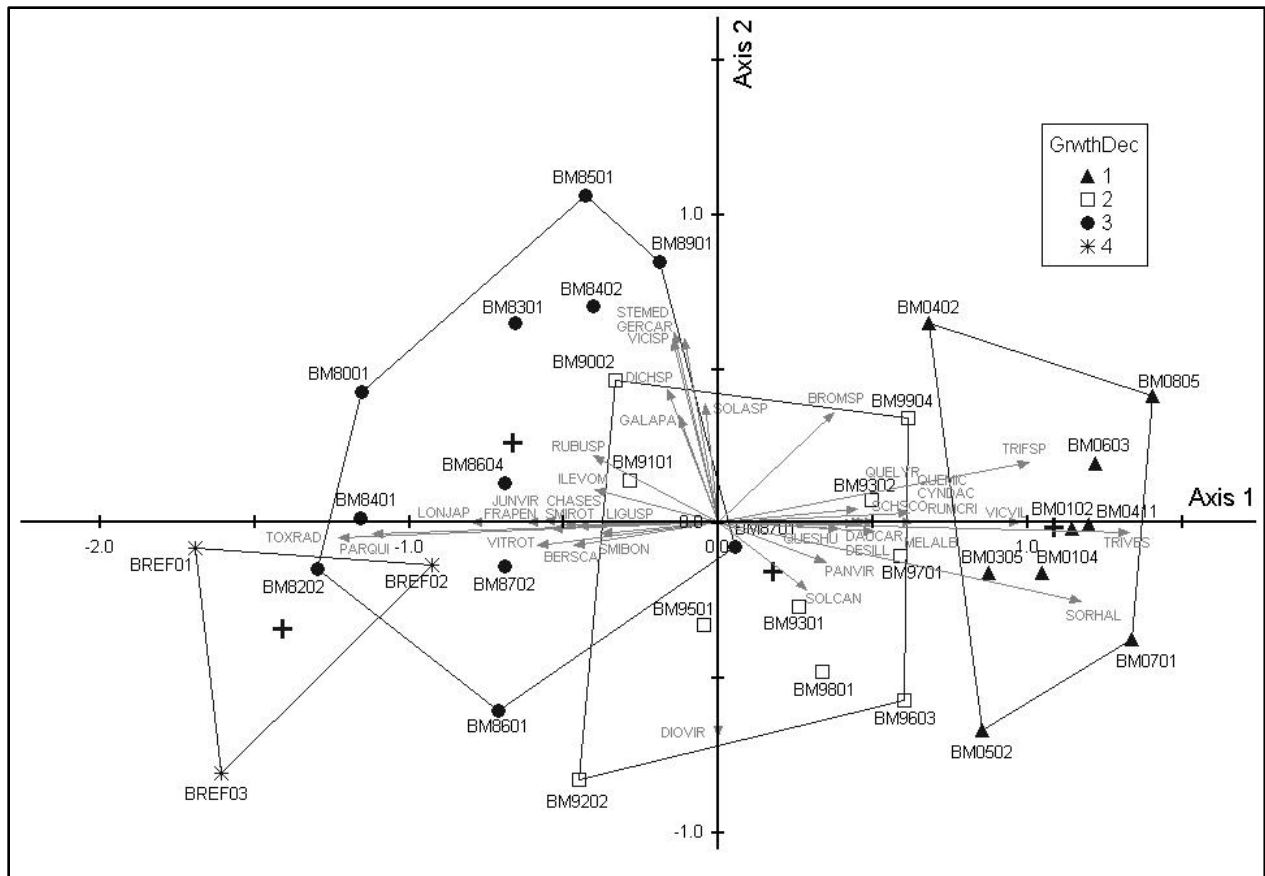 Axis 2
GrwthDec
1
2
3
4
BM8501
1.0
BM8901
BM8301
BM8402
STEMED
GERCAR
VICISP
BM0402
BM8001
BM9002
DICHSP
SOLASP
BROMSP
BM9904
BM0805
GALAPA
RUBUSP
TRIFSP
BM0603
BM8604
ILEVOM
BM9101
QUELYR
QUEMIC
BM9302
CYNDAC
BM8401
JUNVIR CHASES
SCHSCO
RUMCRI
Axis 1
LONJAP
FRAPEN SMIROT LIGUSP
VICVIL
BM0102
BM0411
-2.0
-1.0
0.0
0.0
1.0
TOXRAD
BM8701
DAUCAR
TRIVES
PARQUI
VITROT
SMIBON
QUESHU
MELALB
BERSCA
DESILL
BREF01
BREF02
BM8202
BM8702
PANVIR
BM9701
BM0305
BM0104
SOLCAN
BM9501
BM9301
SORHAL
BM0701
BM9801
BM9603
BM8601
DIOVIR
BM0502
BREF03
BM9202
-1.0